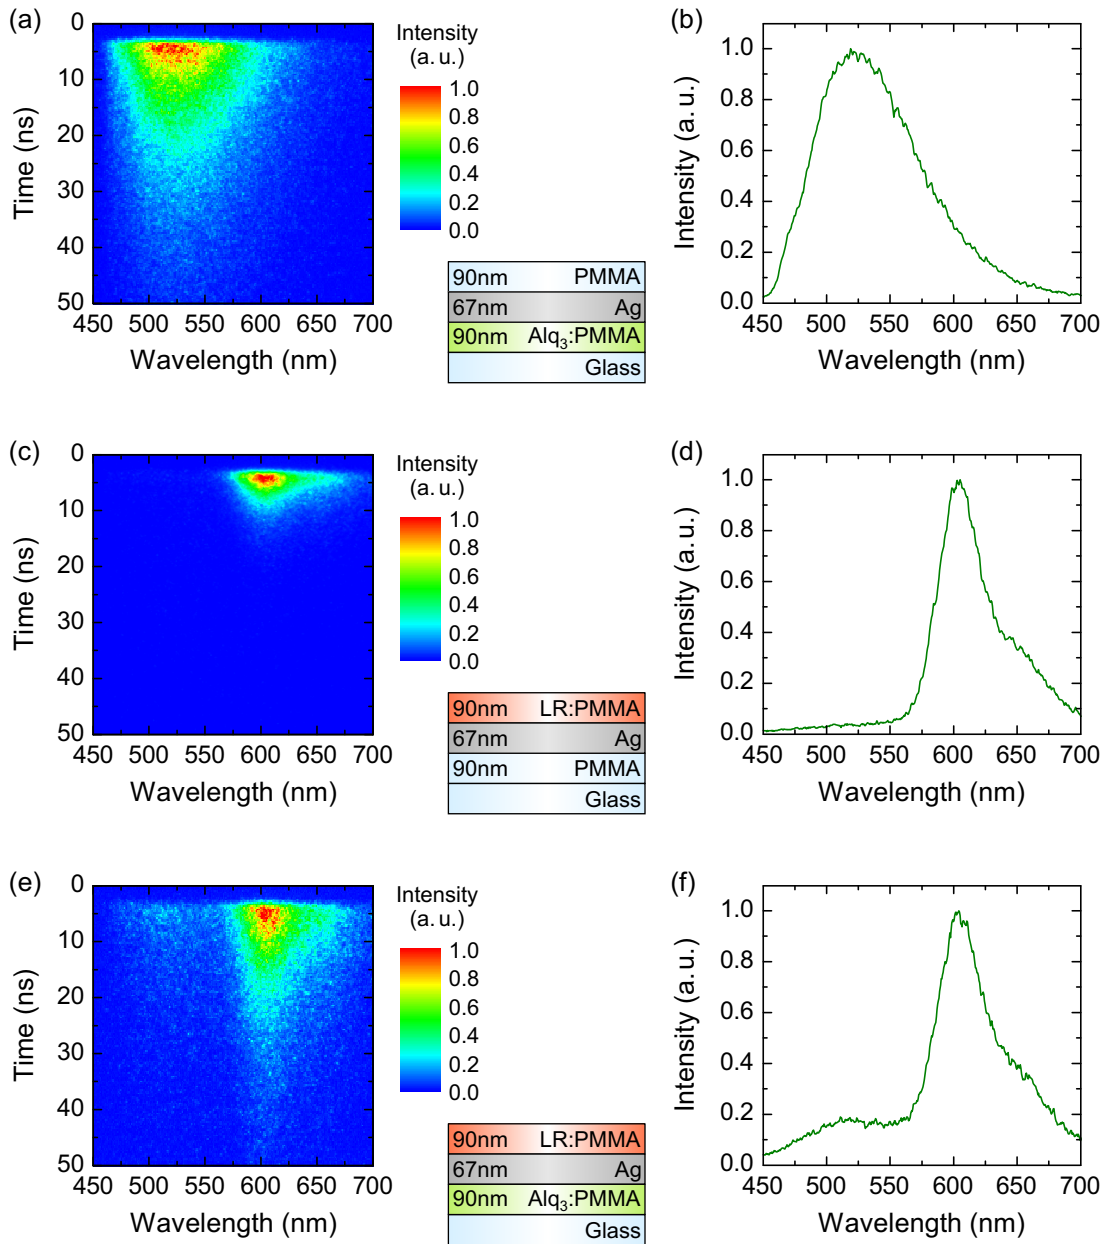 (a)
0
10
20
30
40
50
Time (ns)
450 500 550 600 650 700
Wavelength (nm)
Intensity
(a. u.)
1.0
0.8
0.6
0.4
0.2
0.0
90nm PMMA
67nm Ag
90nm Alq₃:PMMA
Glass
(b)
1.0
0.8
0.6
0.4
0.2
0.0
Intensity (a. u.)
450 500 550 600 650 700
Wavelength (nm)
(c)
0
10
20
30
40
50
Time (ns)
450 500 550 600 650 700
Wavelength (nm)
Intensity
(a. u.)
1.0
0.8
0.6
0.4
0.2
0.0
90nm LR:PMMA
67nm Ag
90nm PMMA
Glass
(d)
1.0
0.8
0.6
0.4
0.2
0.0
Intensity (a. u.)
450 500 550 600 650 700
Wavelength (nm)
(e)
0
10
20
30
40
50
Time (ns)
450 500 550 600 650 700
Wavelength (nm)
Intensity
(a. u.)
1.0
0.8
0.6
0.4
0.2
0.0
90nm LR:PMMA
67nm Ag
90nm Alq₃:PMMA
Glass
(f)
1.0
0.8
0.6
0.4
0.2
0.0
Intensity (a. u.)
450 500 550 600 650 700
Wavelength (nm)